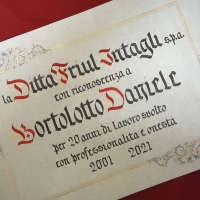 la Ditta Friul Intagli s.p.a.
con riconoscenza a
Bortolotto Daniele
per 20 anni di lavoro svolto
con professionalità e onestà
2001 2021